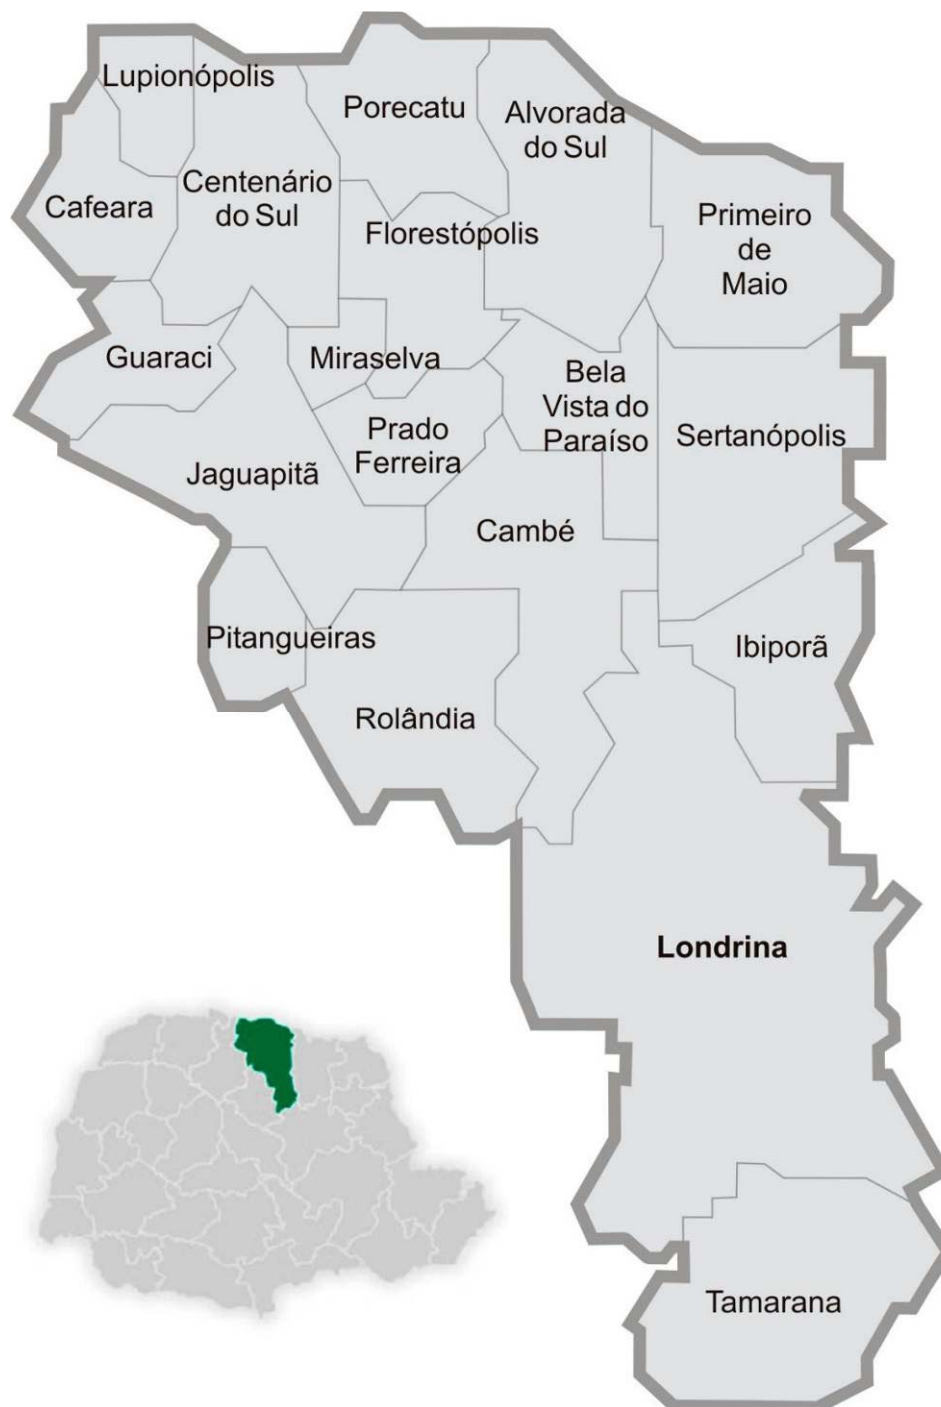 Lupionópolis
Porecatu
Alvorada
do Sul
Cafeara
Centenário
do Sul
Florestópolis
Primeiro
de
Maio
Guaraci
Miraselva
Bela
Vista do
Paraíso
Prado
Ferreira
Sertanópolis
Jaguapitã
Cambé
Pitangueiras
Ibiporã
Rolândia
Londrina
Tamarana